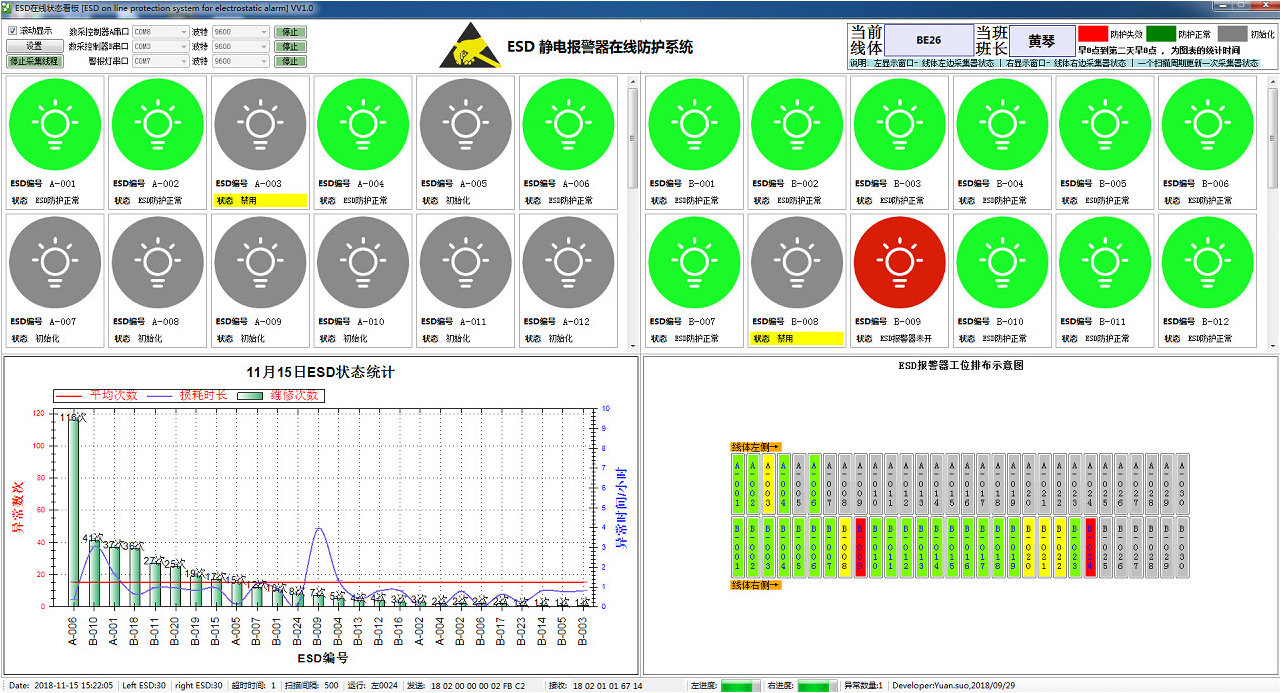 ESD在线状态看板 [ESD on line protection system for electrostatic alarm] VV1.0
滚动显示 数采控制器A串口 COM8 波特 9600 停止
设置 数采控制器B串口 COM3 波特 9600 停止
停止采集线程 警报灯串口 COM7 波特 9600 停止
ESD 静电报警器在线防护系统
当前线体 BE26 当班班长 黄琴 防护失效 防护正常 初始化
早8点到第二天早8点 ，为图表的统计时间
说明: 左显示窗口- 线体左边采集器状态 | 右显示窗口- 线体右边采集器状态 | 一个扫描周期更新一次采集器状态
ESD编号 A-001 ESD编号 A-002 ESD编号 A-003 ESD编号 A-004 ESD编号 A-005 ESD编号 A-006
状态 ESD防护正常 状态 ESD防护正常 状态 禁用 状态 ESD防护正常 状态 初始化 状态 ESD防护正常
ESD编号 A-007 ESD编号 A-008 ESD编号 A-009 ESD编号 A-010 ESD编号 A-011 ESD编号 A-012
状态 初始化 状态 初始化 状态 初始化 状态 初始化 状态 初始化 状态 初始化
ESD编号 B-001 ESD编号 B-002 ESD编号 B-003 ESD编号 B-004 ESD编号 B-005 ESD编号 B-006
状态 ESD防护正常 状态 ESD防护正常 状态 ESD防护正常 状态 ESD防护正常 状态 ESD防护正常 状态 ESD防护正常
ESD编号 B-007 ESD编号 B-008 ESD编号 B-009 ESD编号 B-010 ESD编号 B-011 ESD编号 B-012
状态 ESD防护正常 状态 禁用 状态 ESD报警器未开 状态 ESD防护正常 状态 ESD防护正常 状态 ESD防护正常
11月15日ESD状态统计
平均次数 损耗时长 维修次数
异常数次
120
100
80
60
40
20
0
116次 41次 37次 36次 27次 25次 19次 17次 15次 12次 10次 8次 7次 5次
10
9
8
7
6
5
4
3
2
1
0
异常时间/小时
A-006 B-010 A-001 B-018 B-011 B-020 B-019 B-015 A-005 B-007 B-001 B-024 B-009 B-004 B-013 B-012 B-016 A-002 A-004 B-002 B-006 B-017 B-023 B-014 B-005 B-003
ESD编号
ESD报警器工位排布示意图
线体左侧→
A-001 A-002 A-003 A-004 A-005 A-006 A-007 A-008 A-009 A-010 A-011 A-012 A-013 A-014 A-015 A-016 A-017 A-018 A-019 A-020 A-021 A-022 A-023 A-024 A-025 A-026 A-027 A-028 A-029 A-030
B-001 B-002 B-003 B-004 B-005 B-006 B-007 B-008 B-009 B-010 B-011 B-012 B-013 B-014 B-015 B-016 B-017 B-018 B-019 B-020 B-021 B-022 B-023 B-024 B-025 B-026 B-027 B-028 B-029 B-030
线体右侧→
Date: 2018-11-15 15:22:05 Left ESD:30 right ESD:30 超时时间: 1 扫描间隔: 500 运行: 左0024 发送: 18 02 00 00 00 02 FB C2 接收: 18 02 01 01 67 14 左进度: 右进度: 异常数量:1 Developer:Yuan.suo,2018/09/29